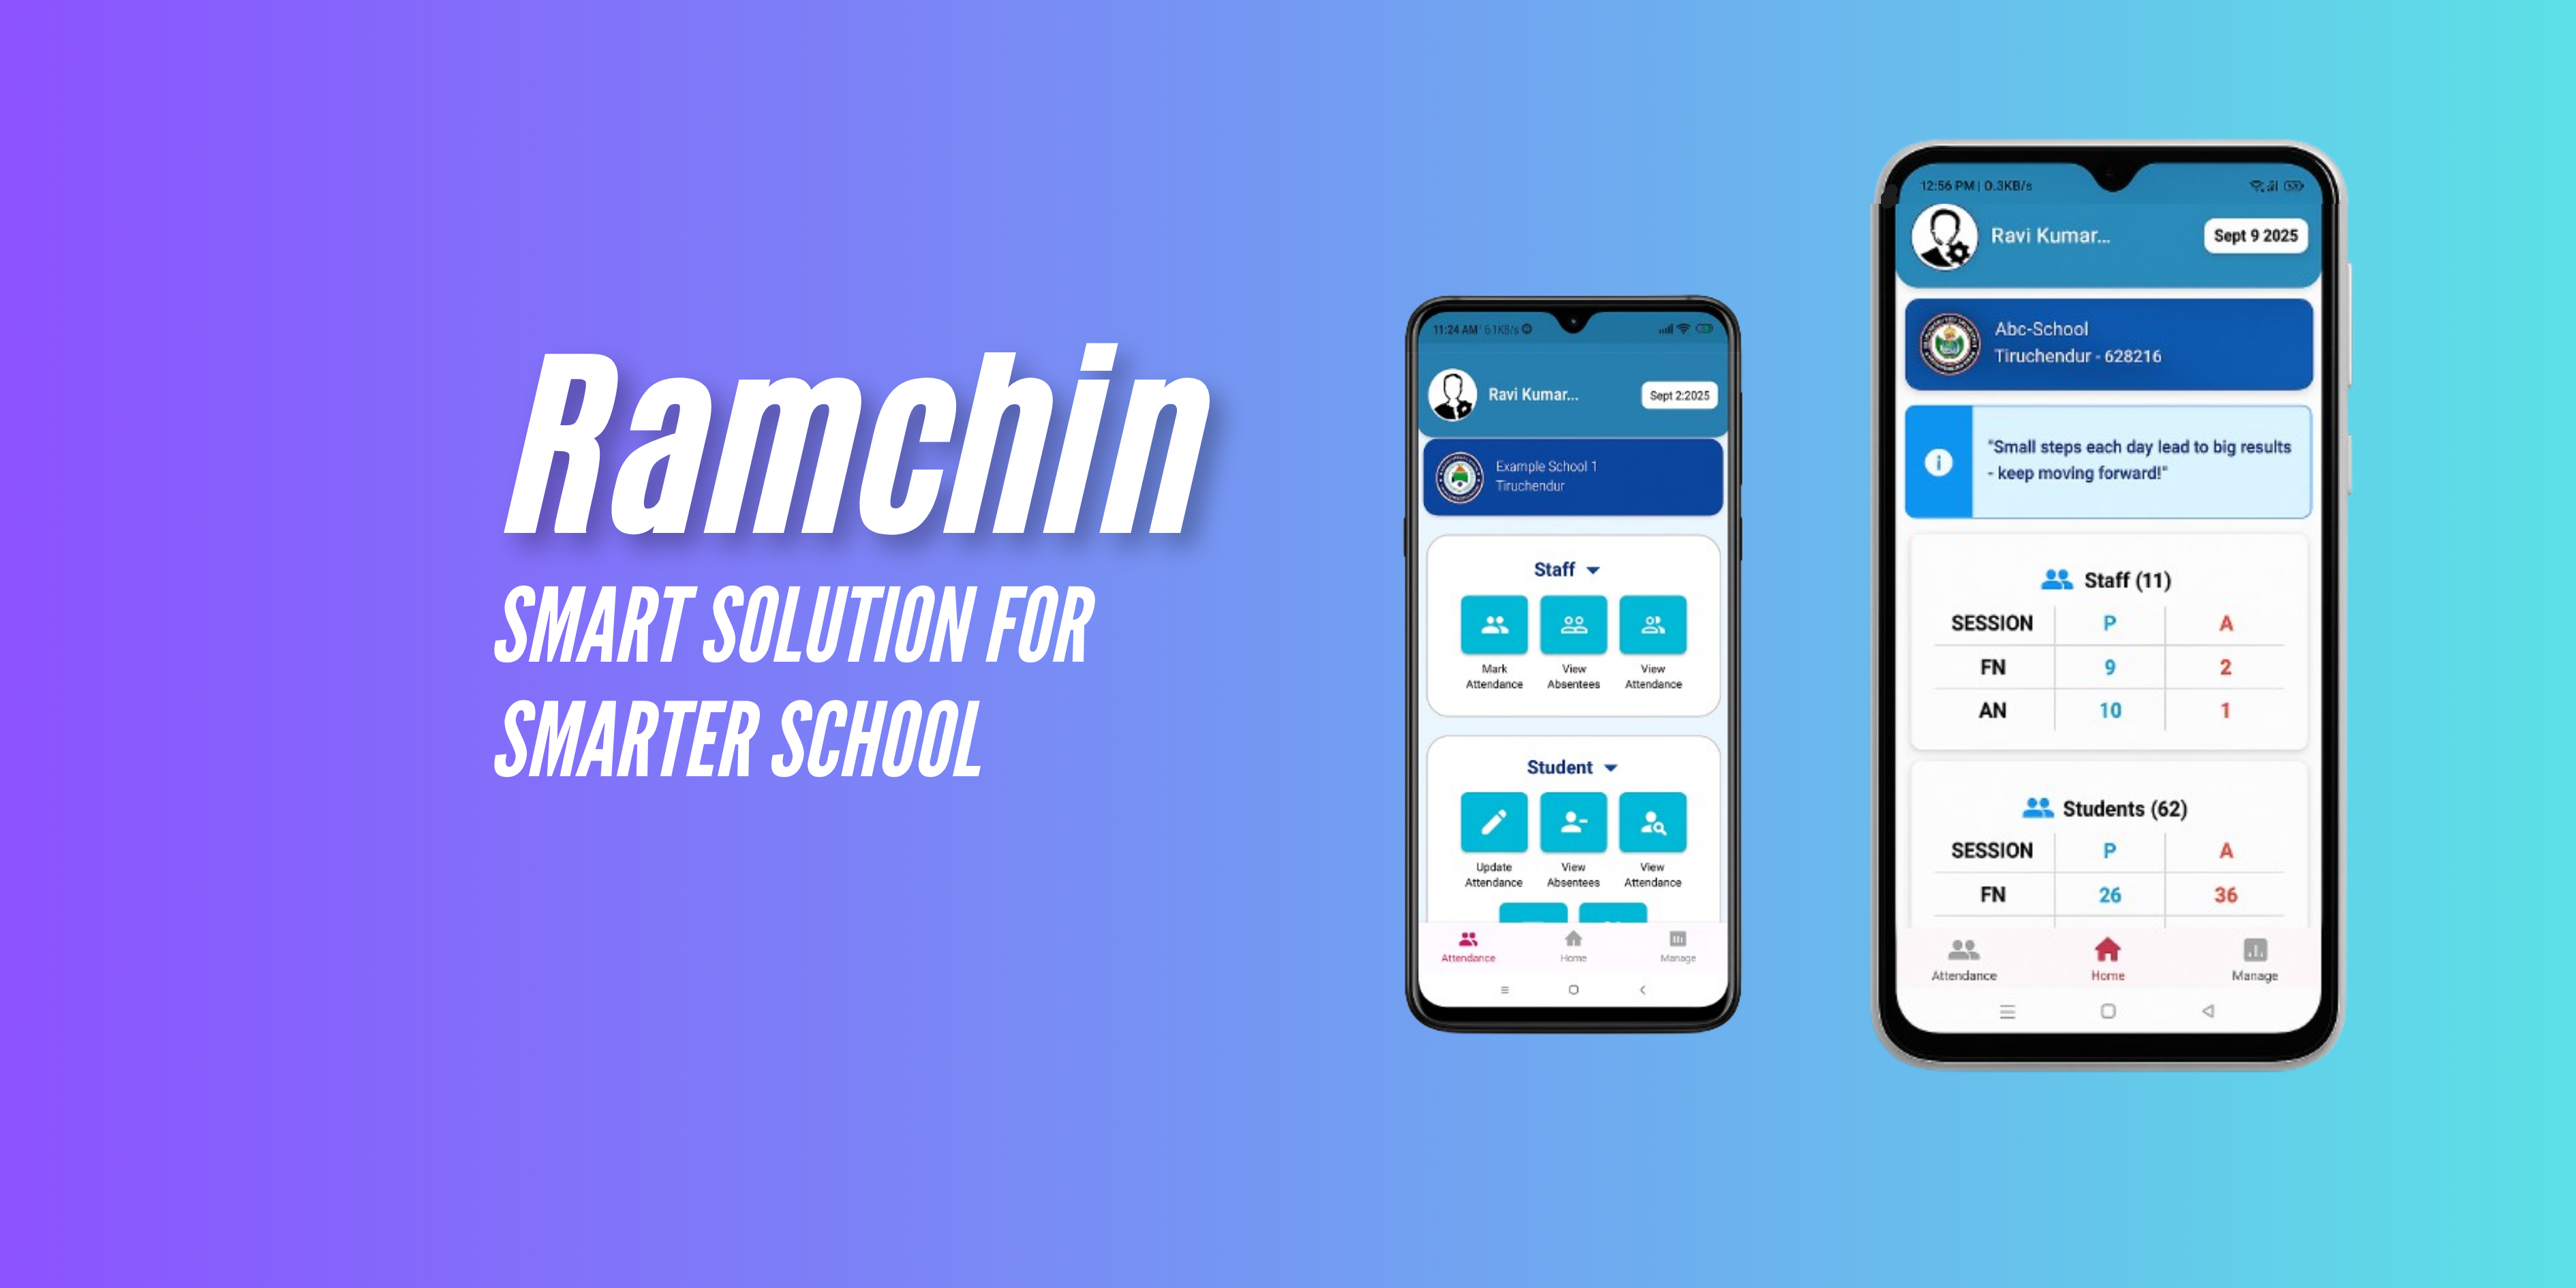 Ramchin
SMART SOLUTION FOR
SMARTER SCHOOL
11:24 AM 6.1KB/s
Ravi Kumar...
Sept 2:2025
Example School 1
Tiruchendur
Staff
Mark
Attendance
View
Absentees
View
Attendance
Student
Update
Attendance
View
Absentees
View
Attendance
Attendance
Home
Manage
12:56 PM | 0.3KB/s
Ravi Kumar...
Sept 9 2025
Abc-School
Tiruchendur - 628216
"Small steps each day lead to big results
- keep moving forward!"
Staff (11)
SESSION P A
FN 9 2
AN 10 1
Students (62)
SESSION P A
FN 26 36
Attendance
Home
Manage